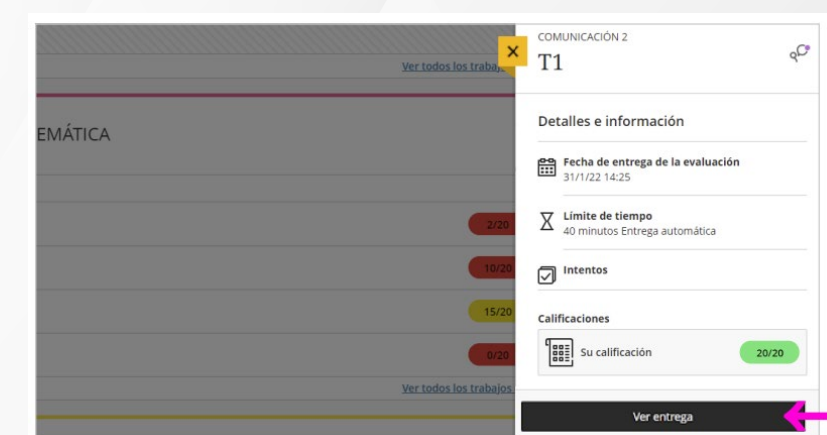 Ver todos los
EMÁTICA
2/20
10/20
15/20
0/20
Ver todos los trabajos
COMUNICACIÓN 2
T1
Detalles e información
Fecha de entrega de la evaluación
31/1/22 14:25
Límite de tiempo
40 minutos Entrega automática
Intentos
Calificaciones
Su calificación
20/20
Ver entrega